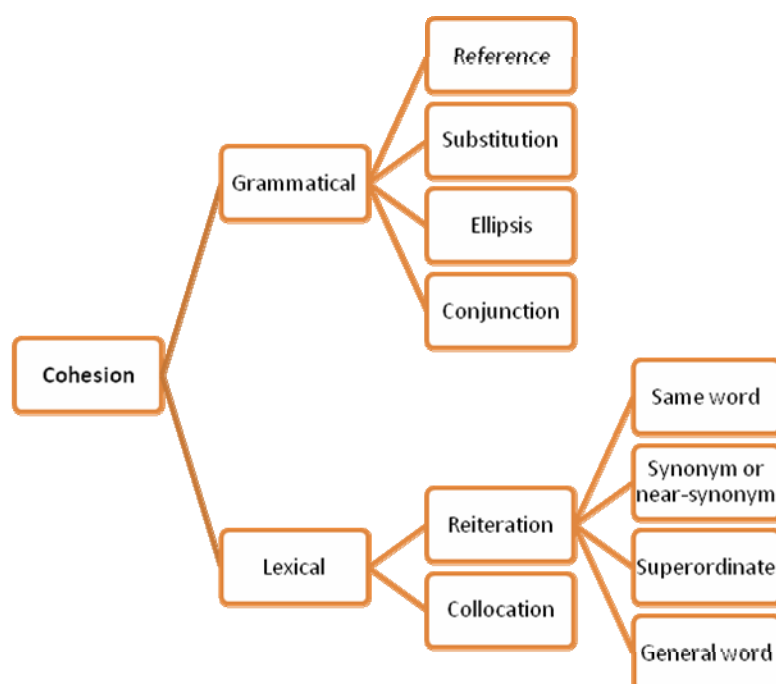 Reference
Substitution
Grammatical
Ellipsis
Conjunction
Cohesion
Same word
Synonym or
near-synonym
Reiteration
Lexical
Superordinate
Collocation
General word